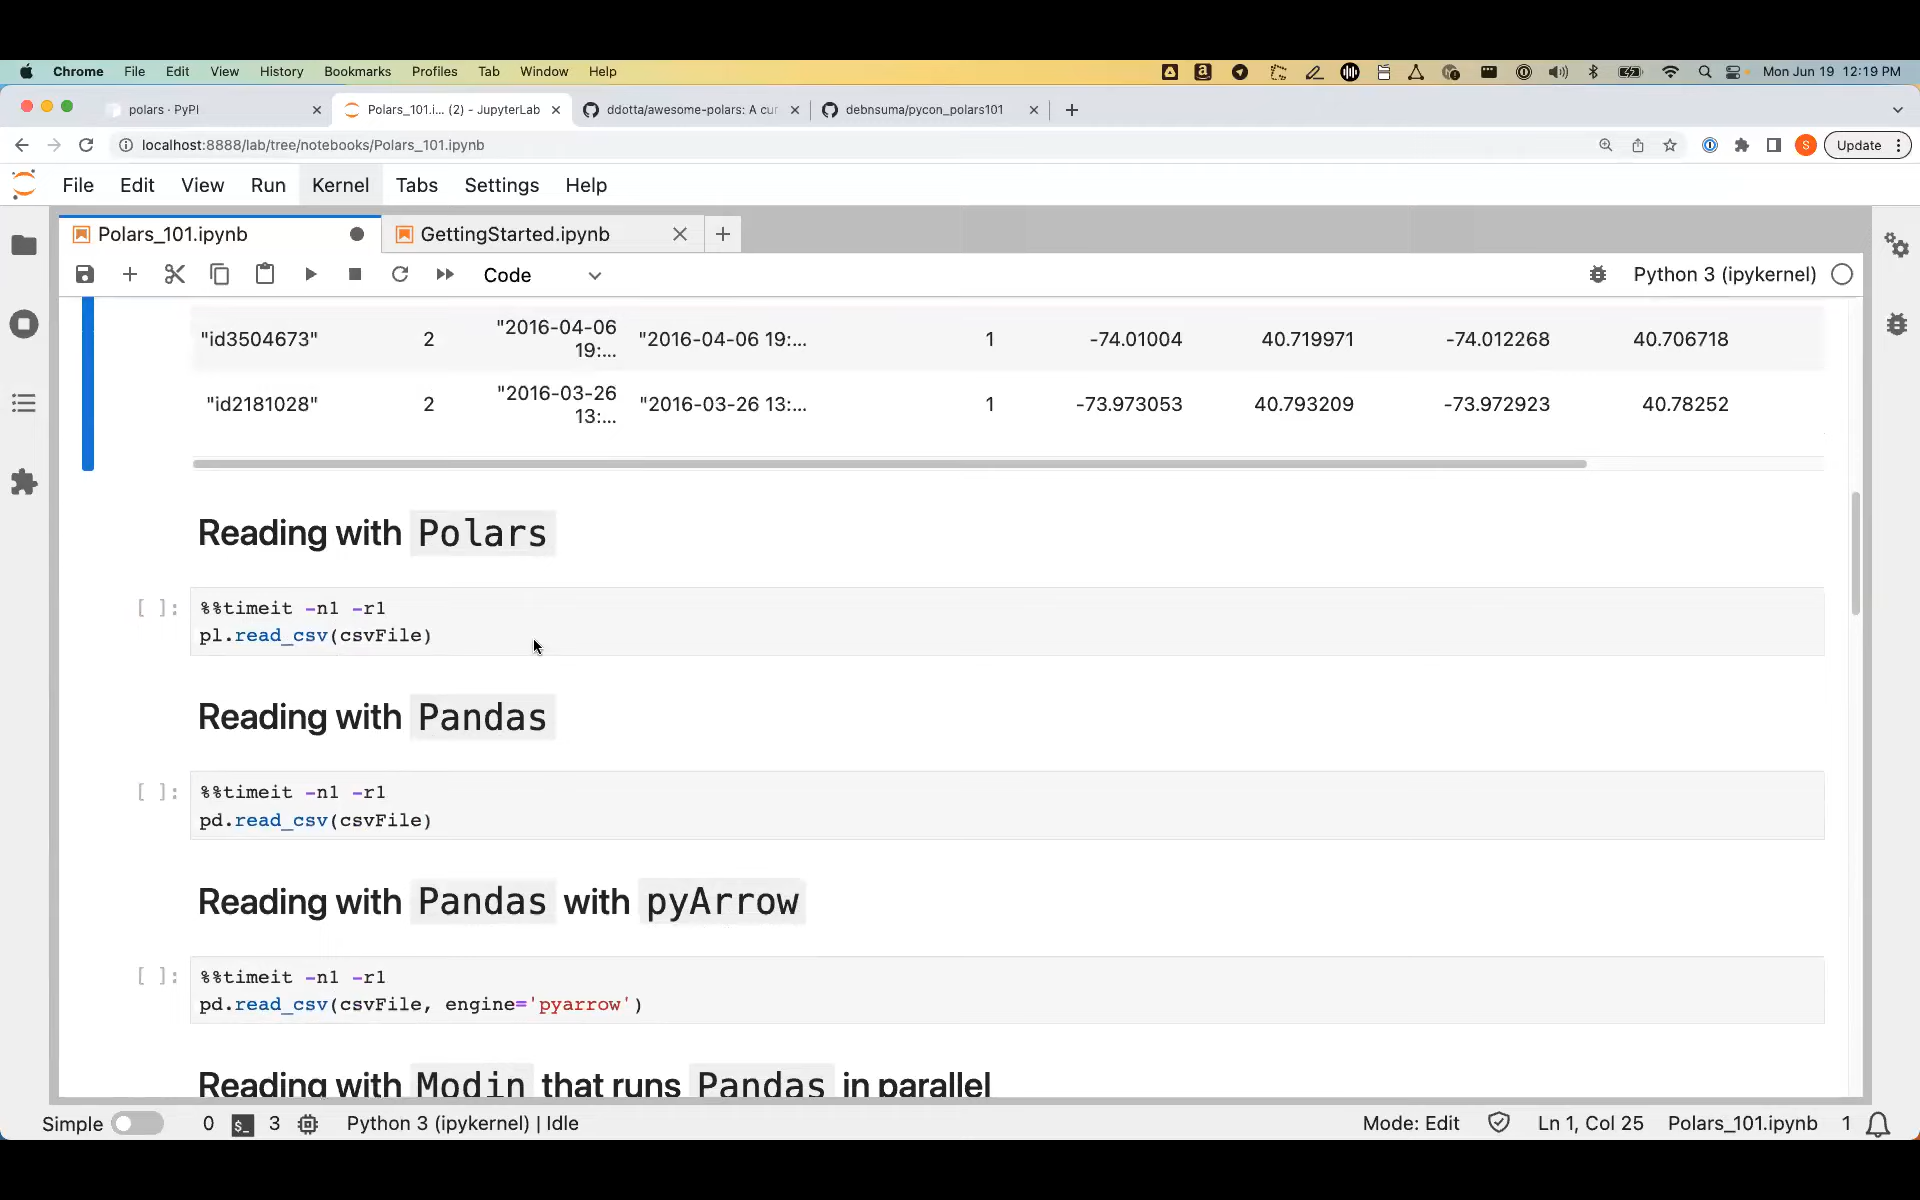 Chrome File Edit View History Bookmarks Profiles Tab Window Help Mon Jun 19 12:19 PM
polars · PyPI Polars_101.i... (2) - JupyterLab ddotta/awesome-polars: A cur debnsuma/pycon_polars101
localhost:8888/lab/tree/notebooks/Polars_101.ipynb S Update
File Edit View Run Kernel Tabs Settings Help
Polars_101.ipynb GettingStarted.ipynb
Code Python 3 (ipykernel)
"id3504673" 2 "2016-04-06 19:... "2016-04-06 19:... 1 -74.01004 40.719971 -74.012268 40.706718
"id2181028" 2 "2016-03-26 13:... "2016-03-26 13:... 1 -73.973053 40.793209 -73.972923 40.78252
Reading with Polars
[ ]: %%timeit -n1 -r1
pl.read_csv(csvFile)
Reading with Pandas
[ ]: %%timeit -n1 -r1
pd.read_csv(csvFile)
Reading with Pandas with pyArrow
[ ]: %%timeit -n1 -r1
pd.read_csv(csvFile, engine='pyarrow')
Reading with Modin that runs Pandas in parallel
Simple 0 $_ 3 Python 3 (ipykernel) | Idle Mode: Edit Ln 1, Col 25 Polars_101.ipynb 1